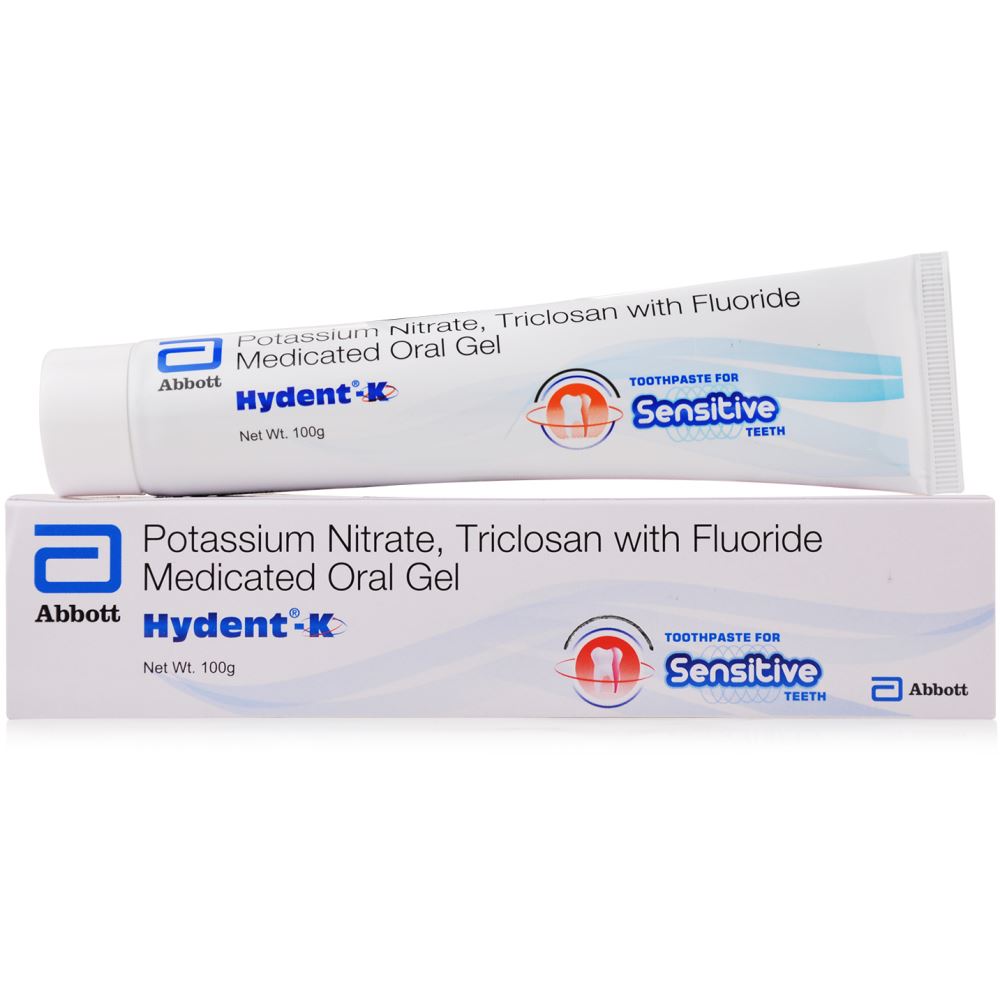 Potassium Nitrate, Triclosan with Fluoride
Medicated Oral Gel
Abbott
Hydent®-K
Net Wt. 100g
TOOTHPASTE FOR
Sensitive
TEETH
Potassium Nitrate, Triclosan with Fluoride
Medicated Oral Gel
Abbott
Hydent®-K
Net Wt. 100g
TOOTHPASTE FOR
Sensitive
TEETH
Abbott